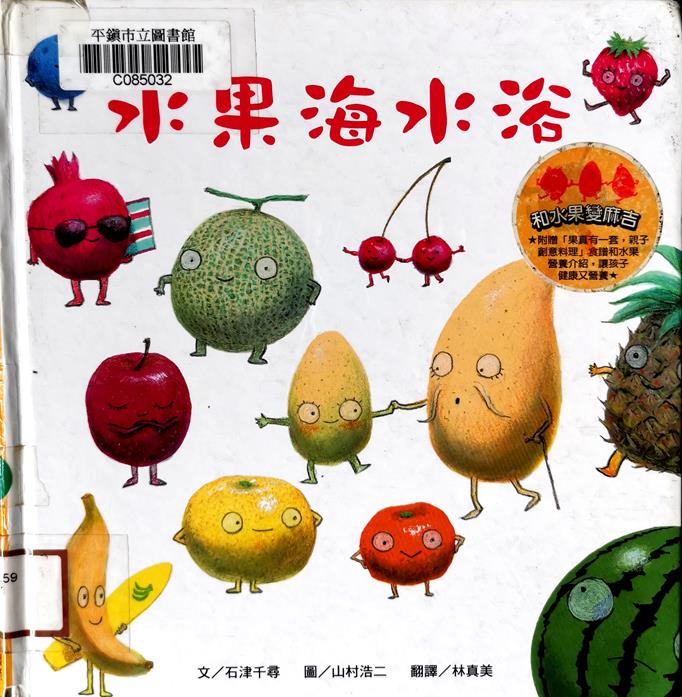 平鎮市立圖書館
C085032
水果海水浴
和水果變麻吉
★附贈「果真有一套，親子
創意料理」食譜和水果
營養介紹，讓孩子
健康又營養★
.59
文／石津千尋 圖／山村浩二 翻譯／林真美